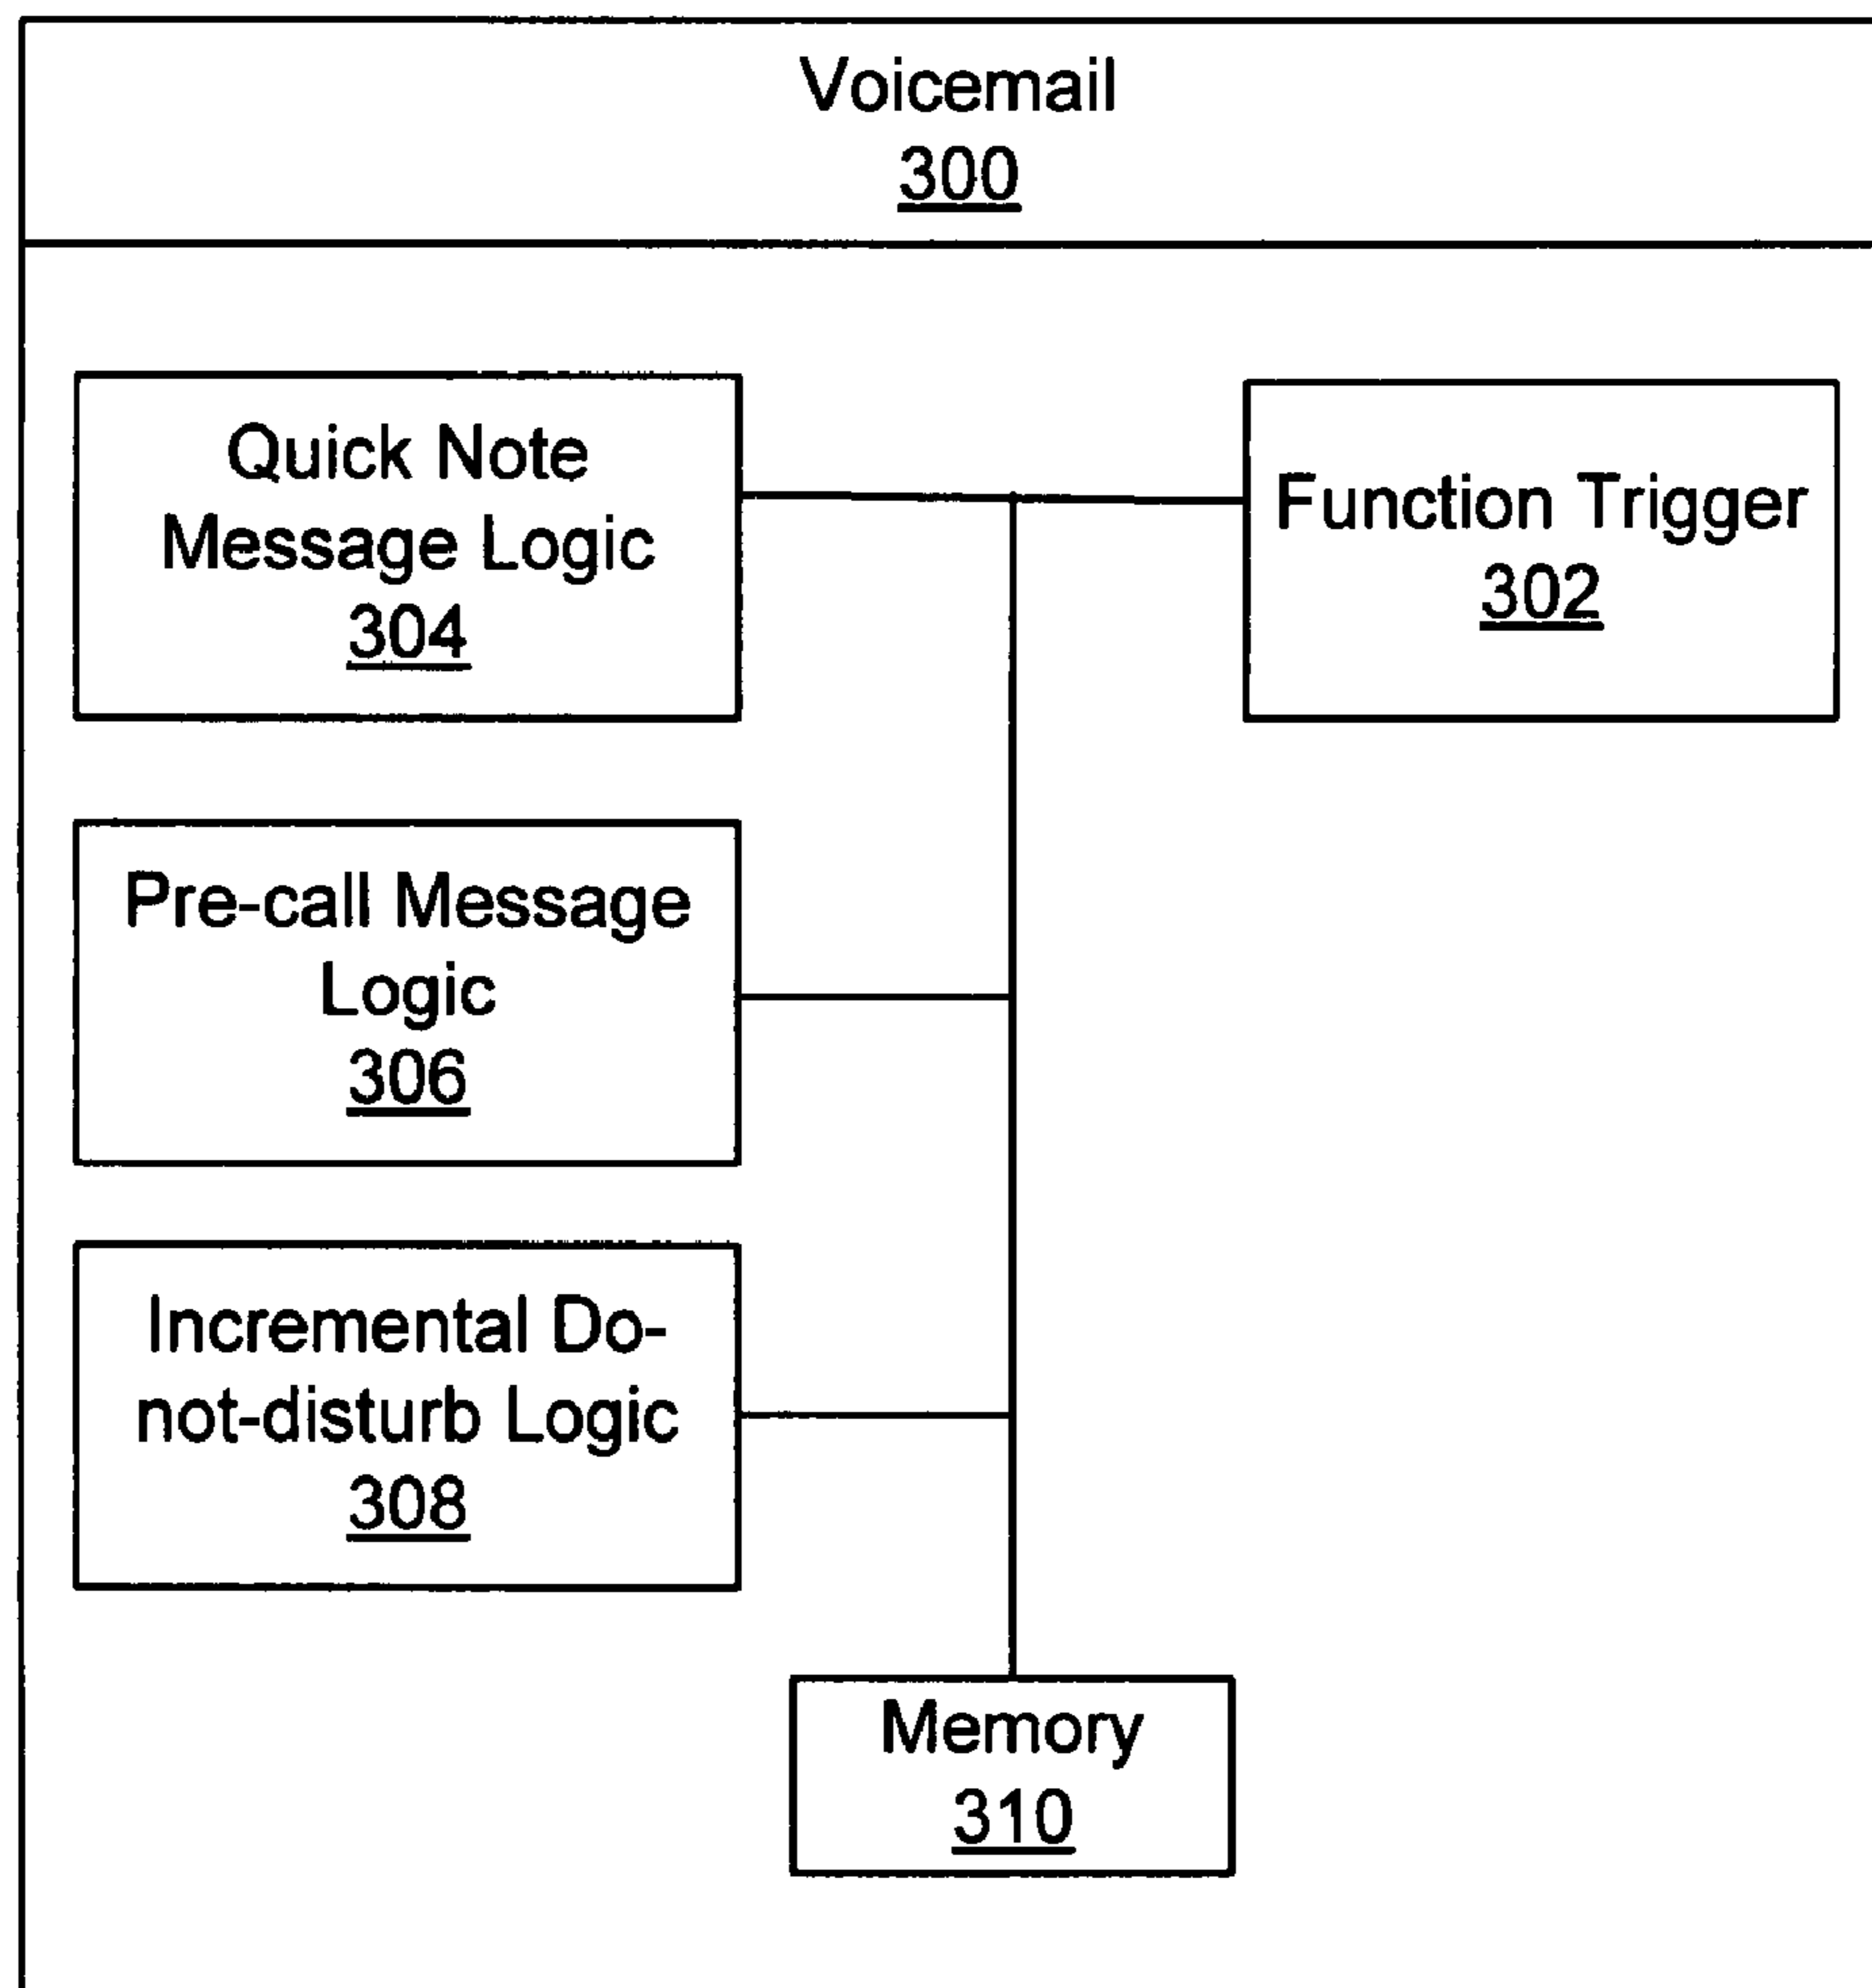 Voicemail
300
Quick Note
Message Logic
304
Function Trigger
302
Pre-call Message
Logic
306
Incremental Do-
not-disturb Logic
308
Memory
310